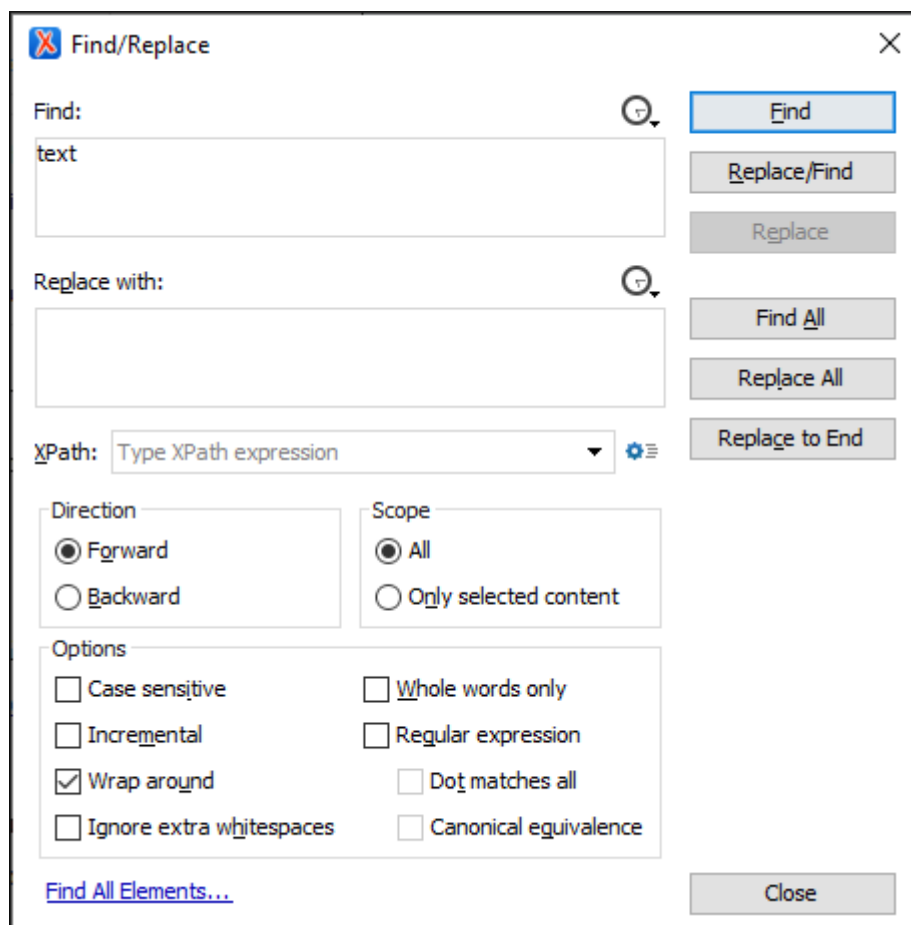 Find/Replace
Find:
text
Find
Replace/Find
Replace
Replace with:
Find All
Replace All
Replace to End
XPath: Type XPath expression
Direction
Forward
Backward
Scope
All
Only selected content
Options
Case sensitive
Whole words only
Incremental
Regular expression
Wrap around
Dot matches all
Ignore extra whitespaces
Canonical equivalence
Find All Elements...
Close